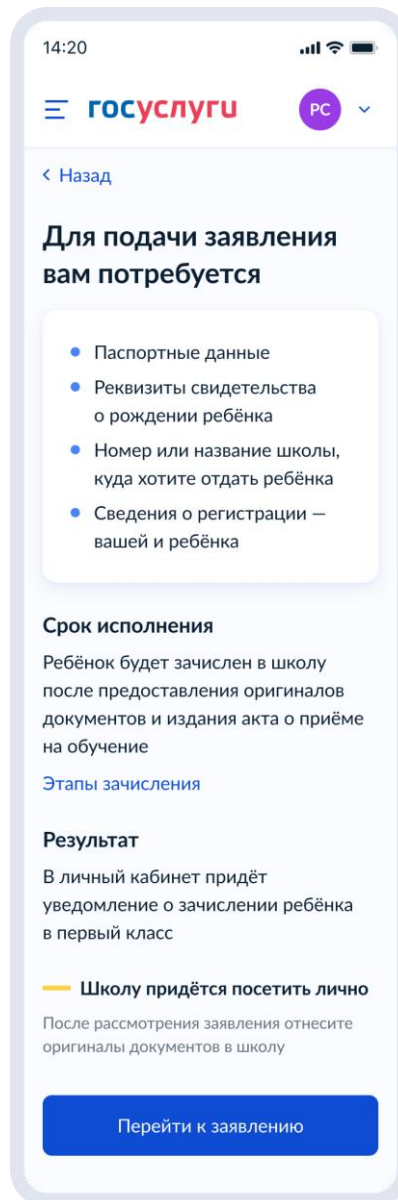 14:20
госуслуги
РС
Назад
Для подачи заявления
вам потребуется
Паспортные данные
Реквизиты свидетельства
о рождении ребёнка
Номер или название школы,
куда хотите отдать ребёнка
Сведения о регистрации —
вашей и ребёнка
Срок исполнения
Ребёнок будет зачислен в школу
после предоставления оригиналов
документов и издания акта о приёме
на обучение
Этапы зачисления
Результат
В личный кабинет придёт
уведомление о зачислении ребёнка
в первый класс
Школу придётся посетить лично
После рассмотрения заявления отнесите
оригиналы документов в школу
Перейти к заявлению